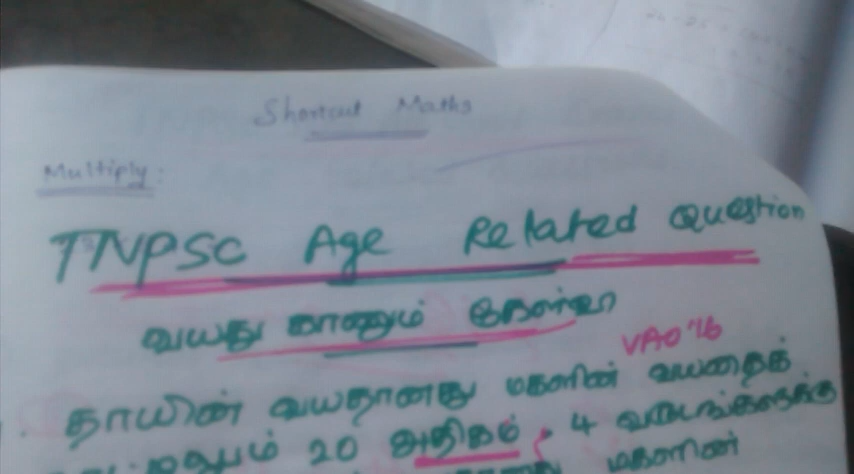 Shortcut Maths
Multiply:
TNPSC Age Related Question
வயது காணும் கேள்வி
VAO'16
தாயின் வயதானது மகளின் வயதைக்
20 அதிகம். 4 வருடங்களுக்கு
மகளின்